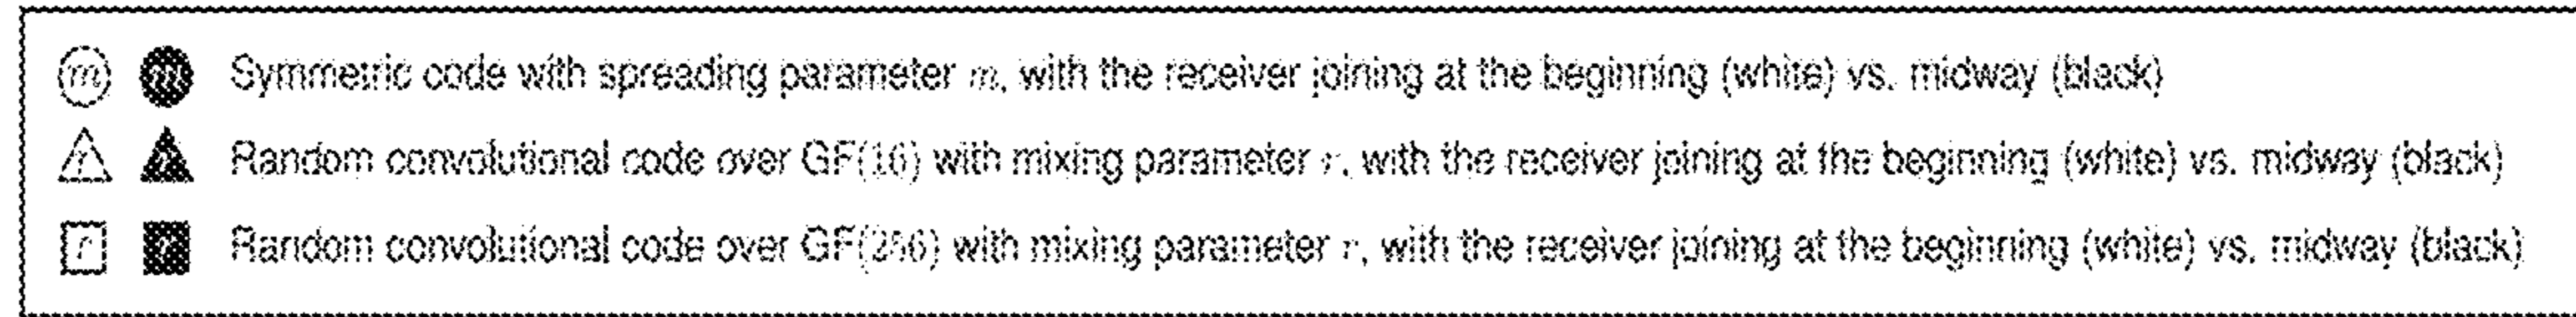 m m Symmetric code with spreading parameter m, with the receiver joining at the beginning (white) vs. midway (black)
r r Random convolutional code over GF(16) with mixing parameter r, with the receiver joining at the beginning (white) vs. midway (black)
r r Random convolutional code over GF(256) with mixing parameter r, with the receiver joining at the beginning (white) vs. midway (black)